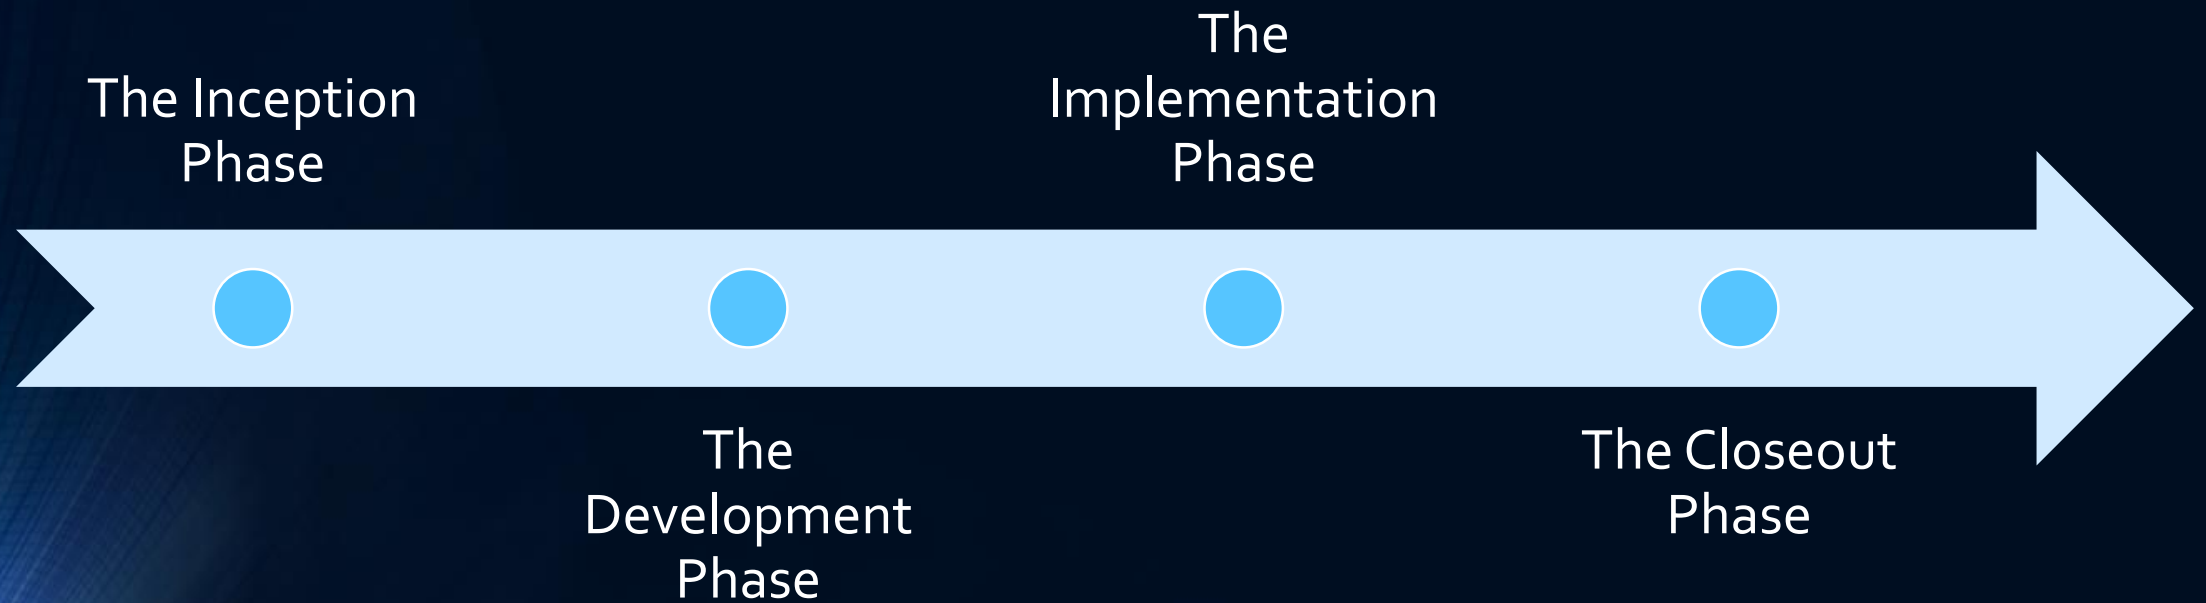 The Inception
Phase
The
Development
Phase
The
Implementation
Phase
The Closeout
Phase